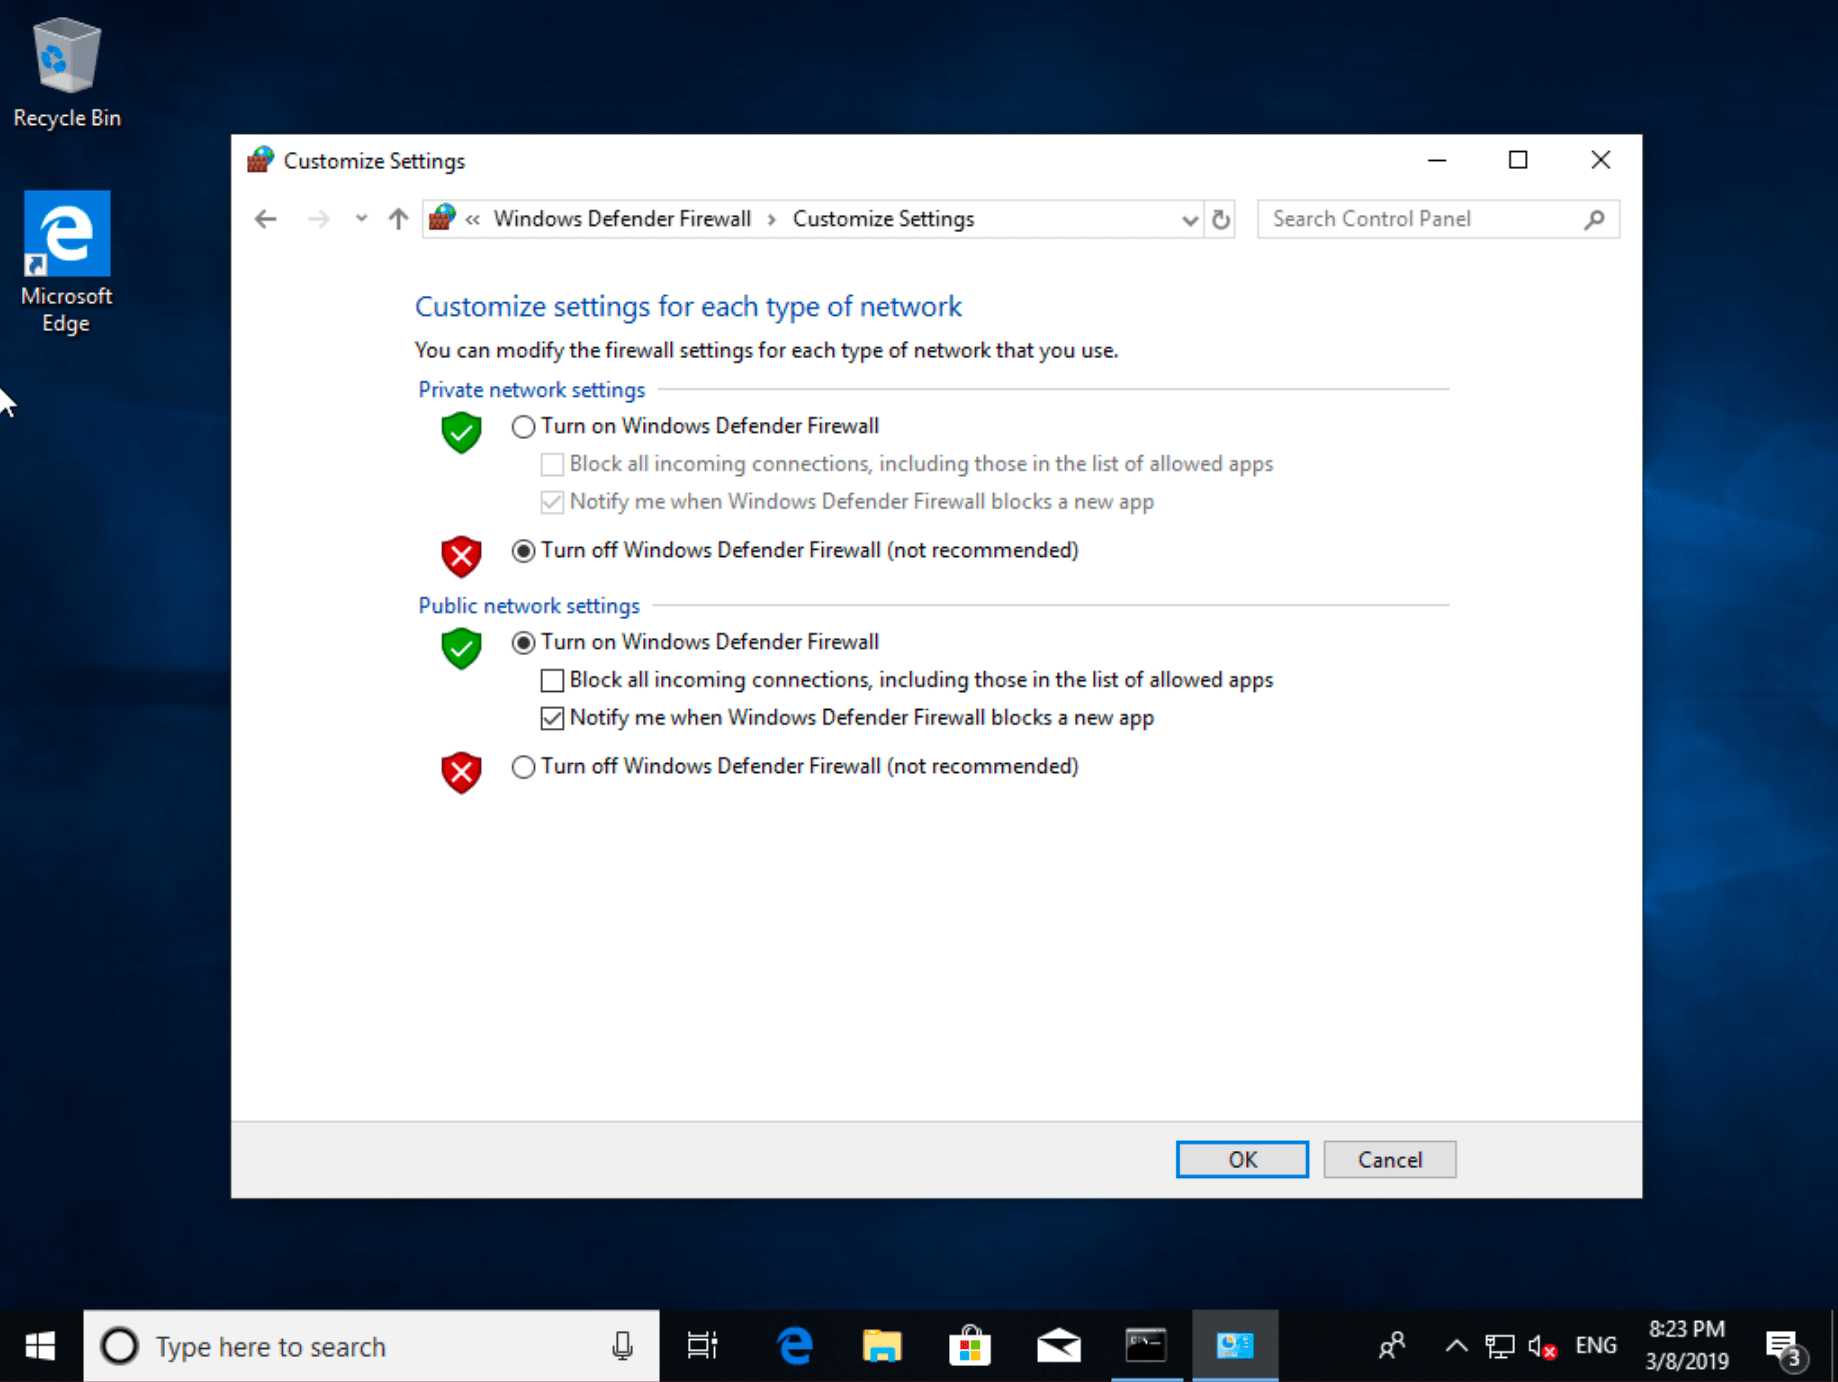 Recycle Bin
Microsoft
Edge
Customize Settings
« Windows Defender Firewall › Customize Settings
Search Control Panel
Customize settings for each type of network
You can modify the firewall settings for each type of network that you use.
Private network settings
Turn on Windows Defender Firewall
Block all incoming connections, including those in the list of allowed apps
Notify me when Windows Defender Firewall blocks a new app
Turn off Windows Defender Firewall (not recommended)
Public network settings
Turn on Windows Defender Firewall
Block all incoming connections, including those in the list of allowed apps
Notify me when Windows Defender Firewall blocks a new app
Turn off Windows Defender Firewall (not recommended)
OK
Cancel
Type here to search
ENG
8:23 PM
3/8/2019
3